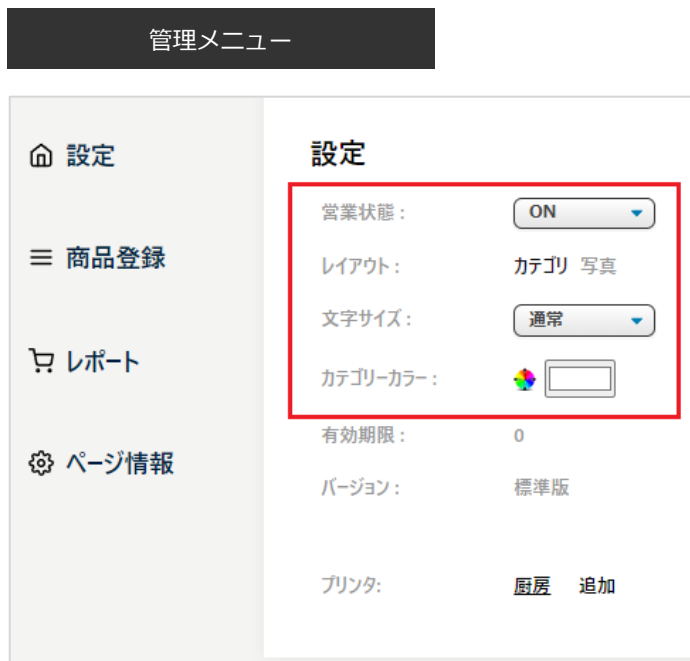 管理メニュー
設定
商品登録
レポート
ページ情報
設定
営業状態 : ON
レイアウト : カテゴリ 写真
文字サイズ : 通常
カテゴリーカラー :
有効期限 : 0
バージョン : 標準版
プリンタ: 厨房 追加